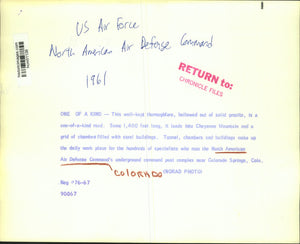 US Air Force
North American Air Defense Command
1961
RETURN to:
CHRONICLE FILES
ONE OF A KIND - This well-kept thoroughfare, hollowed out of solid granite, is a
one-of-a-kind road. Some 1,400 feet long, it leads into Cheyenne Mountain and a
grid of chambers filled with steel buildings. Tunnel, chambers and buildings make up
the daily work place for the hundreds of specialists who man the North American
Air Defense Command's underground command post complex near Colorado Springs, Colo.
(NORAD PHOTO)
COLORADO
Neg #76-67
90667